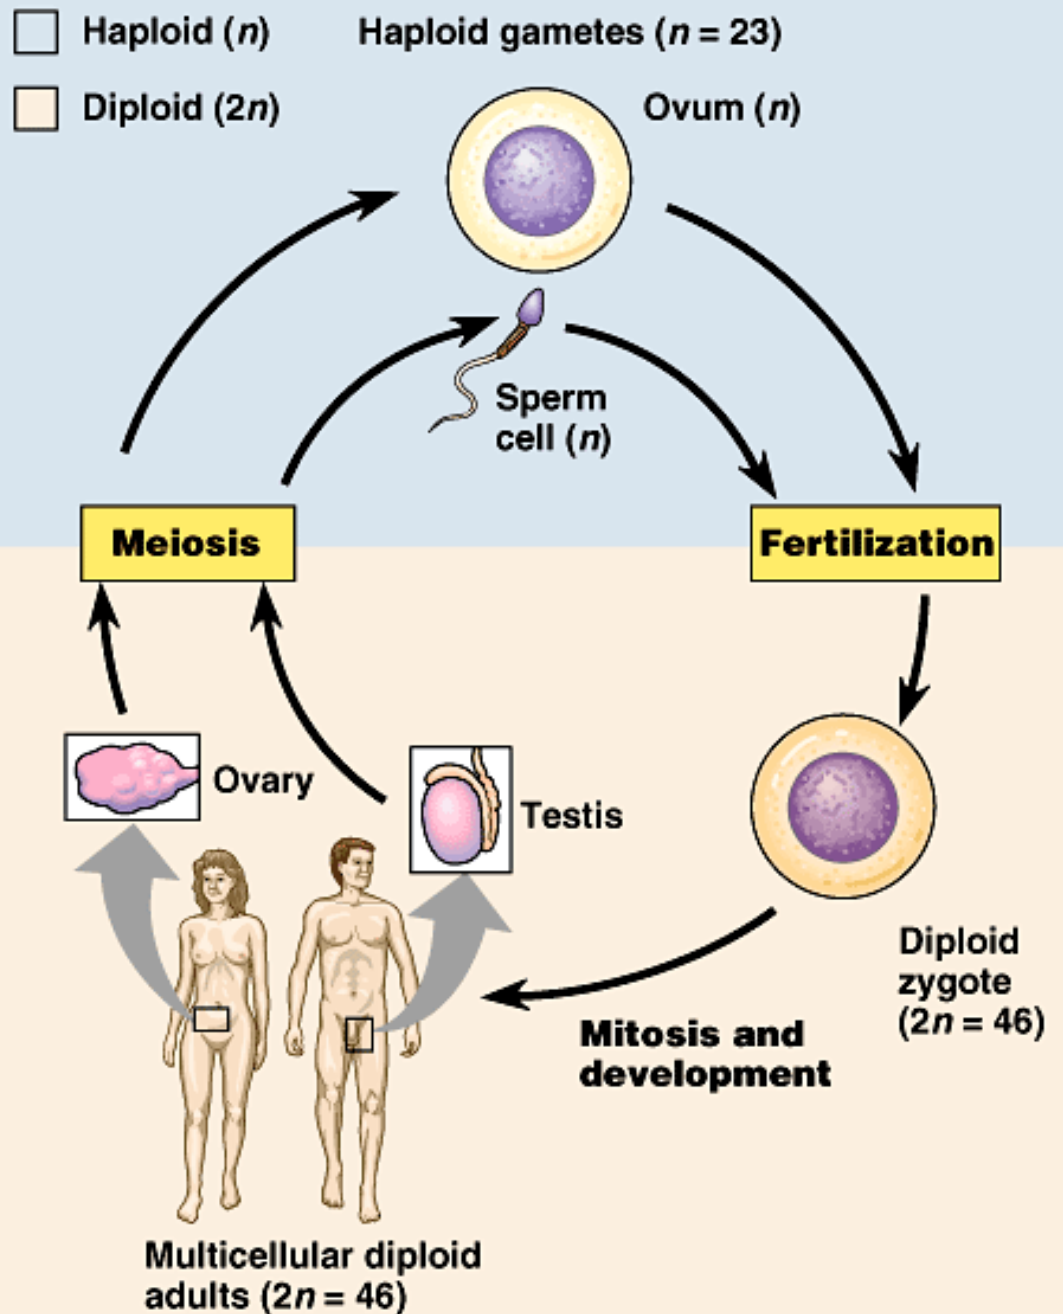 Haploid (n)
Haploid gametes (n = 23)
Diploid (2n)
Ovum (n)
Sperm
cell (n)
Meiosis
Fertilization
Ovary
Testis
Diploid
zygote
(2n = 46)
Mitosis and
development
Multicellular diploid
adults (2n = 46)